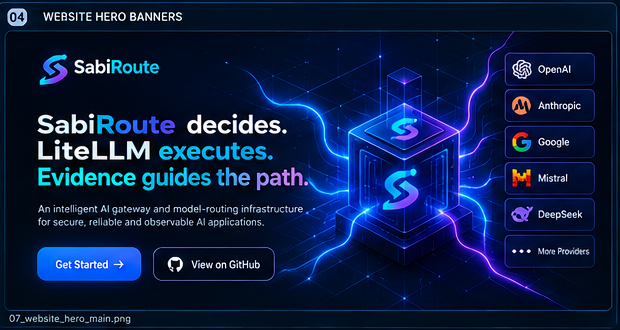 04 WEBSITE HERO BANNERS
SabiRoute
SabiRoute decides.
LiteLLM executes.
Evidence guides the path.
An intelligent AI gateway and model-routing infrastructure
for secure, reliable and observable AI applications.
Get Started →
View on GitHub
OpenAI
Anthropic
Google
Mistral
DeepSeek
••• More Providers
07_website_hero_main.png